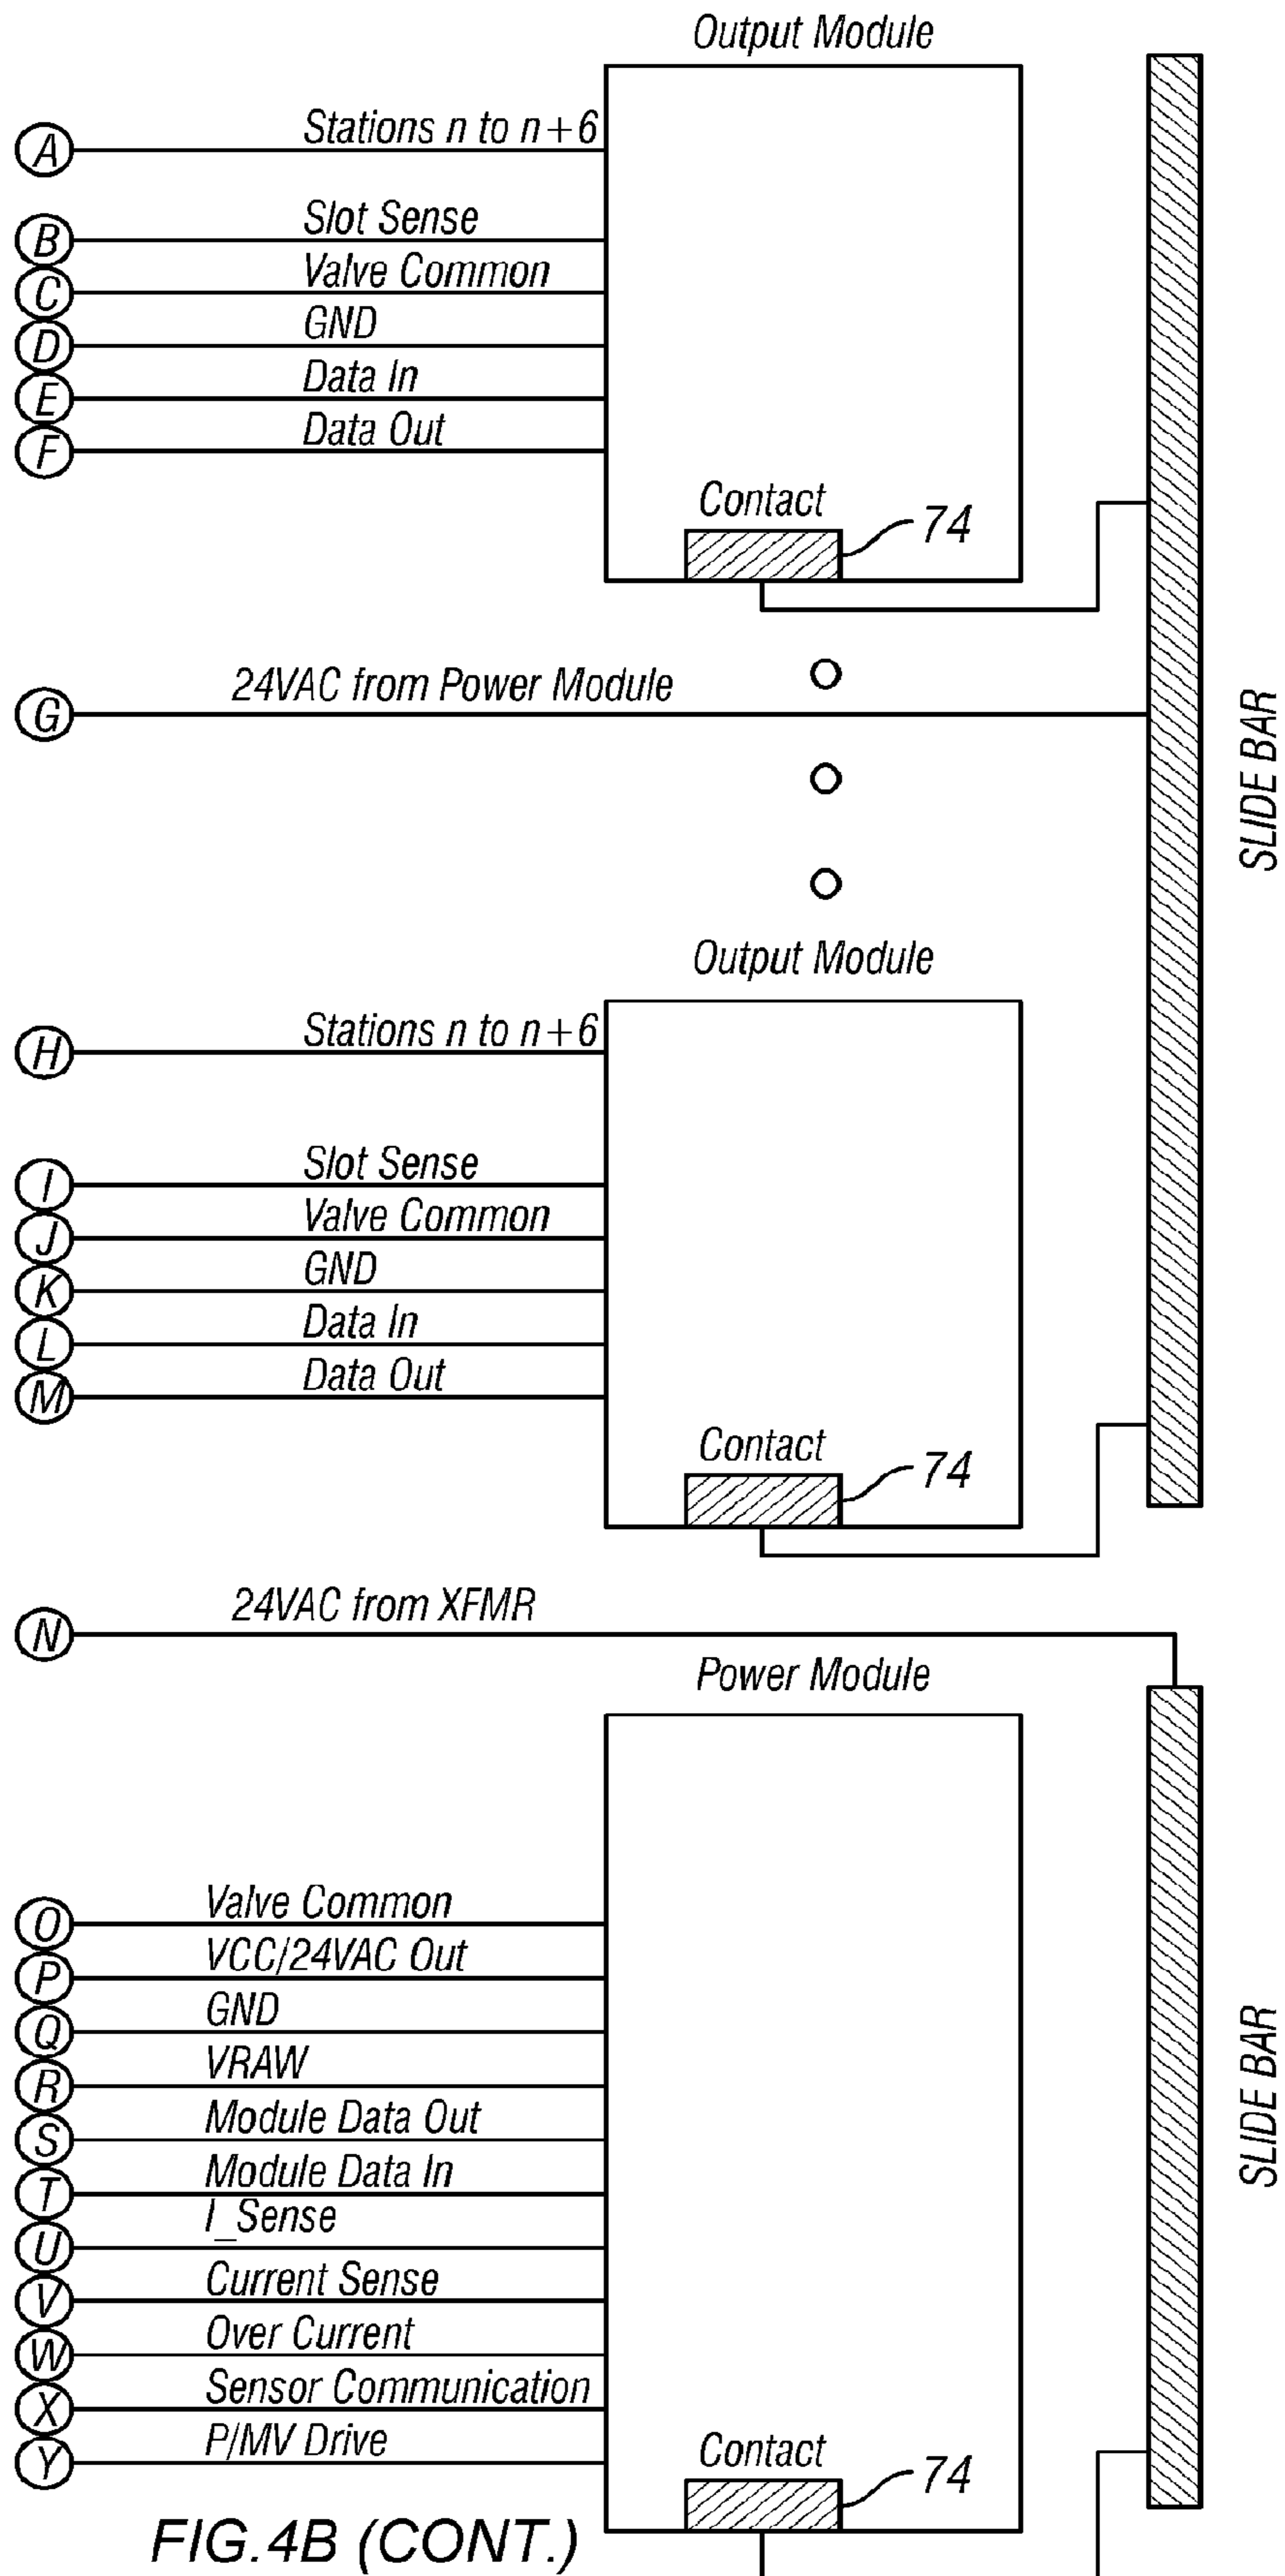 Output Module
A Stations n to n+6
B Slot Sense
C Valve Common
D GND
E Data In
F Data Out
Contact
74
G 24VAC from Power Module
SLIDE BAR
Output Module
H Stations n to n+6
I Slot Sense
J Valve Common
K GND
L Data In
M Data Out
Contact
74
N 24VAC from XFMR
Power Module
O Valve Common
P VCC/24VAC Out
Q GND
R VRAW
S Module Data Out
T Module Data In
U I_Sense
V Current Sense
W Over Current
X Sensor Communication
Y P/MV Drive
Contact
74
SLIDE BAR
FIG.4B (CONT.)